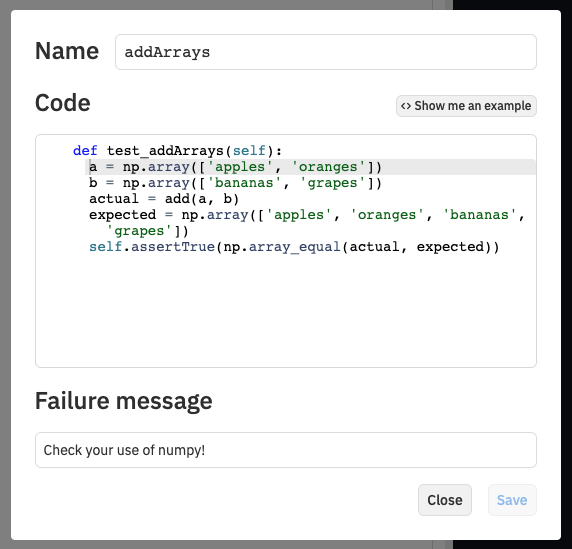 Name addArrays
Code <> Show me an example
def test_addArrays(self):
a = np.array(['apples', 'oranges'])
b = np.array(['bananas', 'grapes'])
actual = add(a, b)
expected = np.array(['apples', 'oranges', 'bananas',
'grapes'])
self.assertTrue(np.array_equal(actual, expected))
Failure message
Check your use of numpy!
Close Save